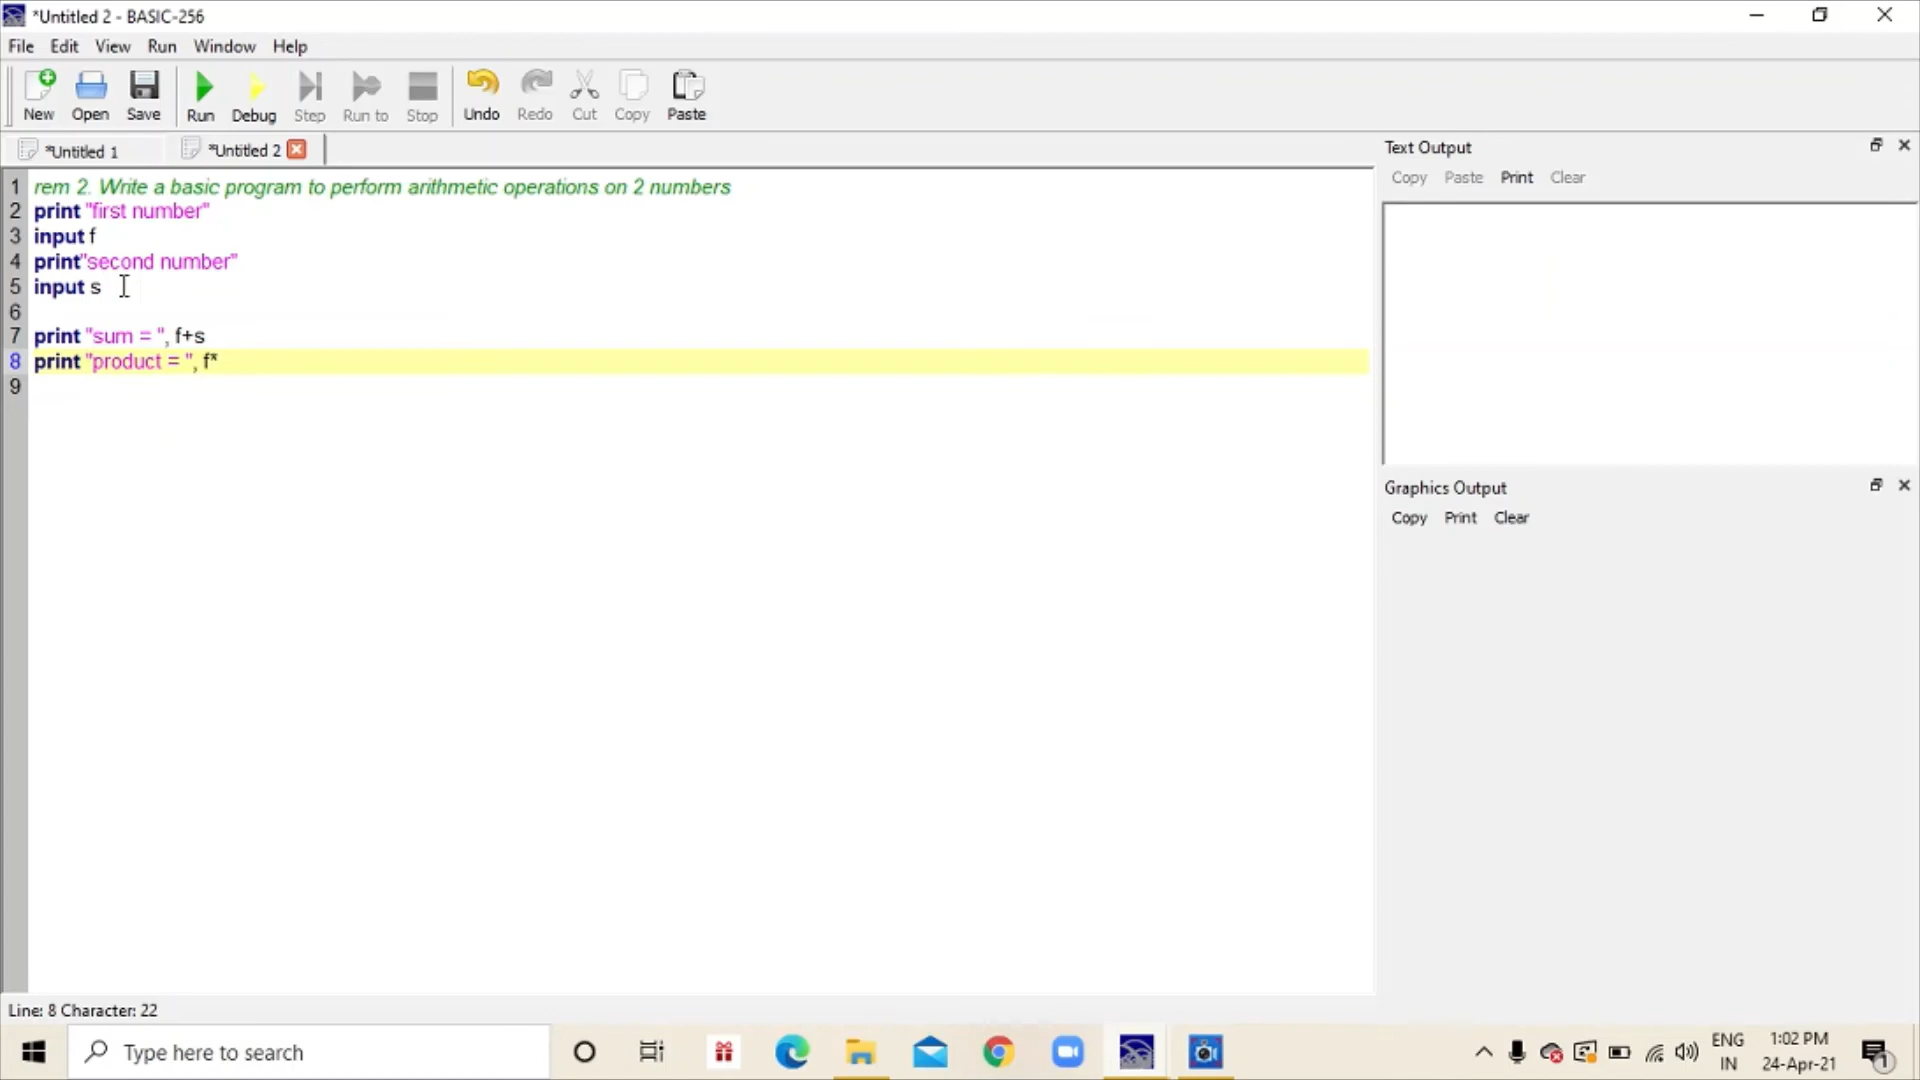 *Untitled 2 - BASIC-256
File Edit View Run Window Help
New Open Save Run Debug Step Run to Stop Undo Redo Cut Copy Paste
*Untitled 1 *Untitled 2
Text Output
Copy Paste Print Clear
1 rem 2. Write a basic program to perform arithmetic operations on 2 numbers
2 print "first number"
3 input f
4 print"second number"
5 input s
6
7 print "sum = ", f+s
8 print "product = ", f*
9
Graphics Output
Copy Print Clear
Line: 8 Character: 22
Type here to search
ENG
IN
1:02 PM
24-Apr-21
1